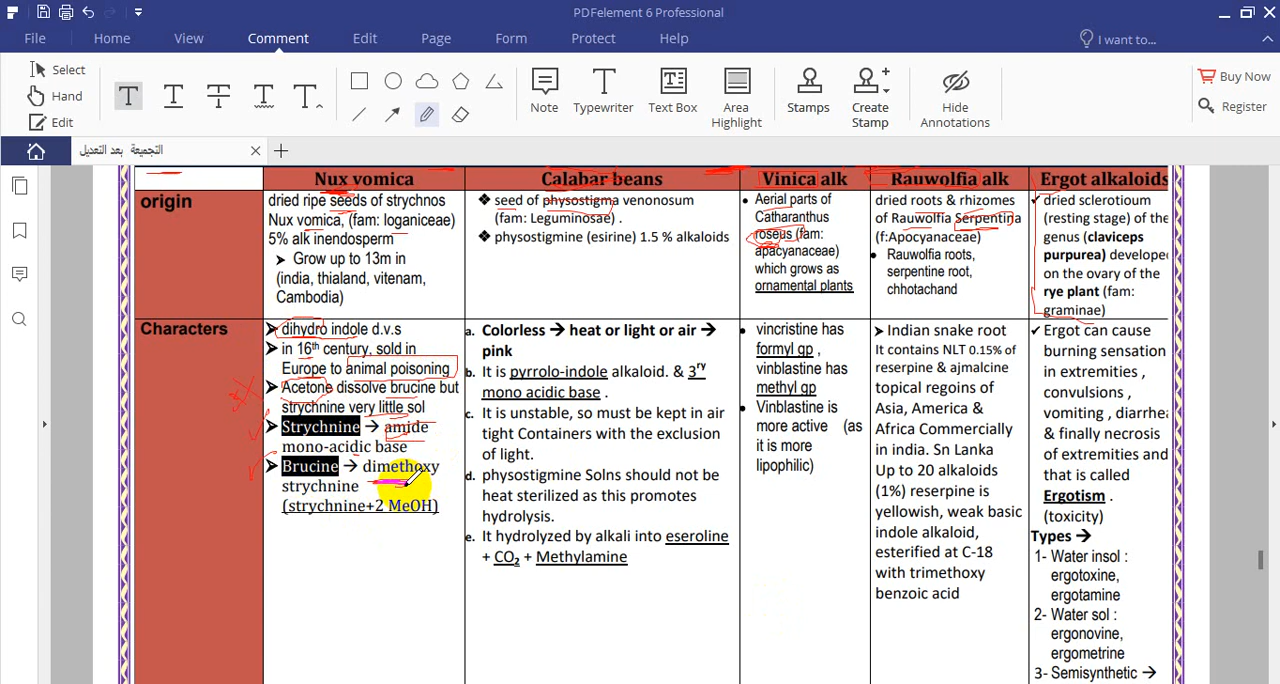 PDFelement 6 Professional
File Home View Comment Edit Page Form Protect Help I want to...
Select
Hand
Edit
Note Typewriter Text Box Area Highlight Stamps Create Stamp Hide Annotations
Buy Now
Register
التجميعة بعد التعديل
Nux vomica Calabar beans Vinica alk Rauwolfia alk Ergot alkaloids
origin
dried ripe seeds of strychnos
Nux vomica, (fam: loganiceae)
5% alk inendosperm
➤ Grow up to 13m in
(india, thialand, vitenam,
Cambodia)
❖ seed of physostigma venonosum
(fam: Leguminosae) .
❖ physostigmine (esirine) 1.5 % alkaloids
• Aerial parts of
Catharanthus
roseus (fam:
apacyanaceae)
which grows as
ornamental plants
dried roots & rhizomes
of Rauwolfia Serpentina
(f:Apocyanaceae)
• Rauwolfia roots,
serpentine root,
chhotachand
✓ dried sclerotioum
(resting stage) of the
genus (claviceps
purpurea) develope
on the ovary of the
rye plant (fam:
graminae)
Characters
➤ dihydro indole d.v.s
➤ in 16th century, sold in
Europe to animal poisoning
➤ Acetone dissolve brucine but
strychnine very little sol
➤ Strychnine → amide
mono-acidic base
➤ Brucine → dimethoxy
strychnine
(strychnine+2 MeOH)
a. Colorless → heat or light or air →
pink
b. It is pyrrolo-indole alkaloid. & 3ry
mono acidic base .
c. It is unstable, so must be kept in air
tight Containers with the exclusion
of light.
d. physostigmine Solns should not be
heat sterilized as this promotes
hydrolysis.
e. It hydrolyzed by alkali into eseroline
+ CO₂ + Methylamine
• vincristine has
formyl gp ,
vinblastine has
methyl gp
• Vinblastine is
more active (as
it is more
lipophilic)
➤ Indian snake root
It contains NLT 0.15% of
reserpine & ajmalcine
topical regoins of
Asia, America &
Africa Commercially
in india. Sn Lanka
Up to 20 alkaloids
(1%) reserpine is
yellowish, weak basic
indole alkaloid,
esterified at C-18
with trimethoxy
benzoic acid
✓ Ergot can cause
burning sensation
in extremities ,
convulsions ,
vomiting , diarrhe
& finally necrosis
of extremities and
that is called
Ergotism .
(toxicity)
Types →
1- Water insol :
ergotoxine,
ergotamine
2- Water sol :
ergonovine,
ergometrine
3- Semisynthetic →